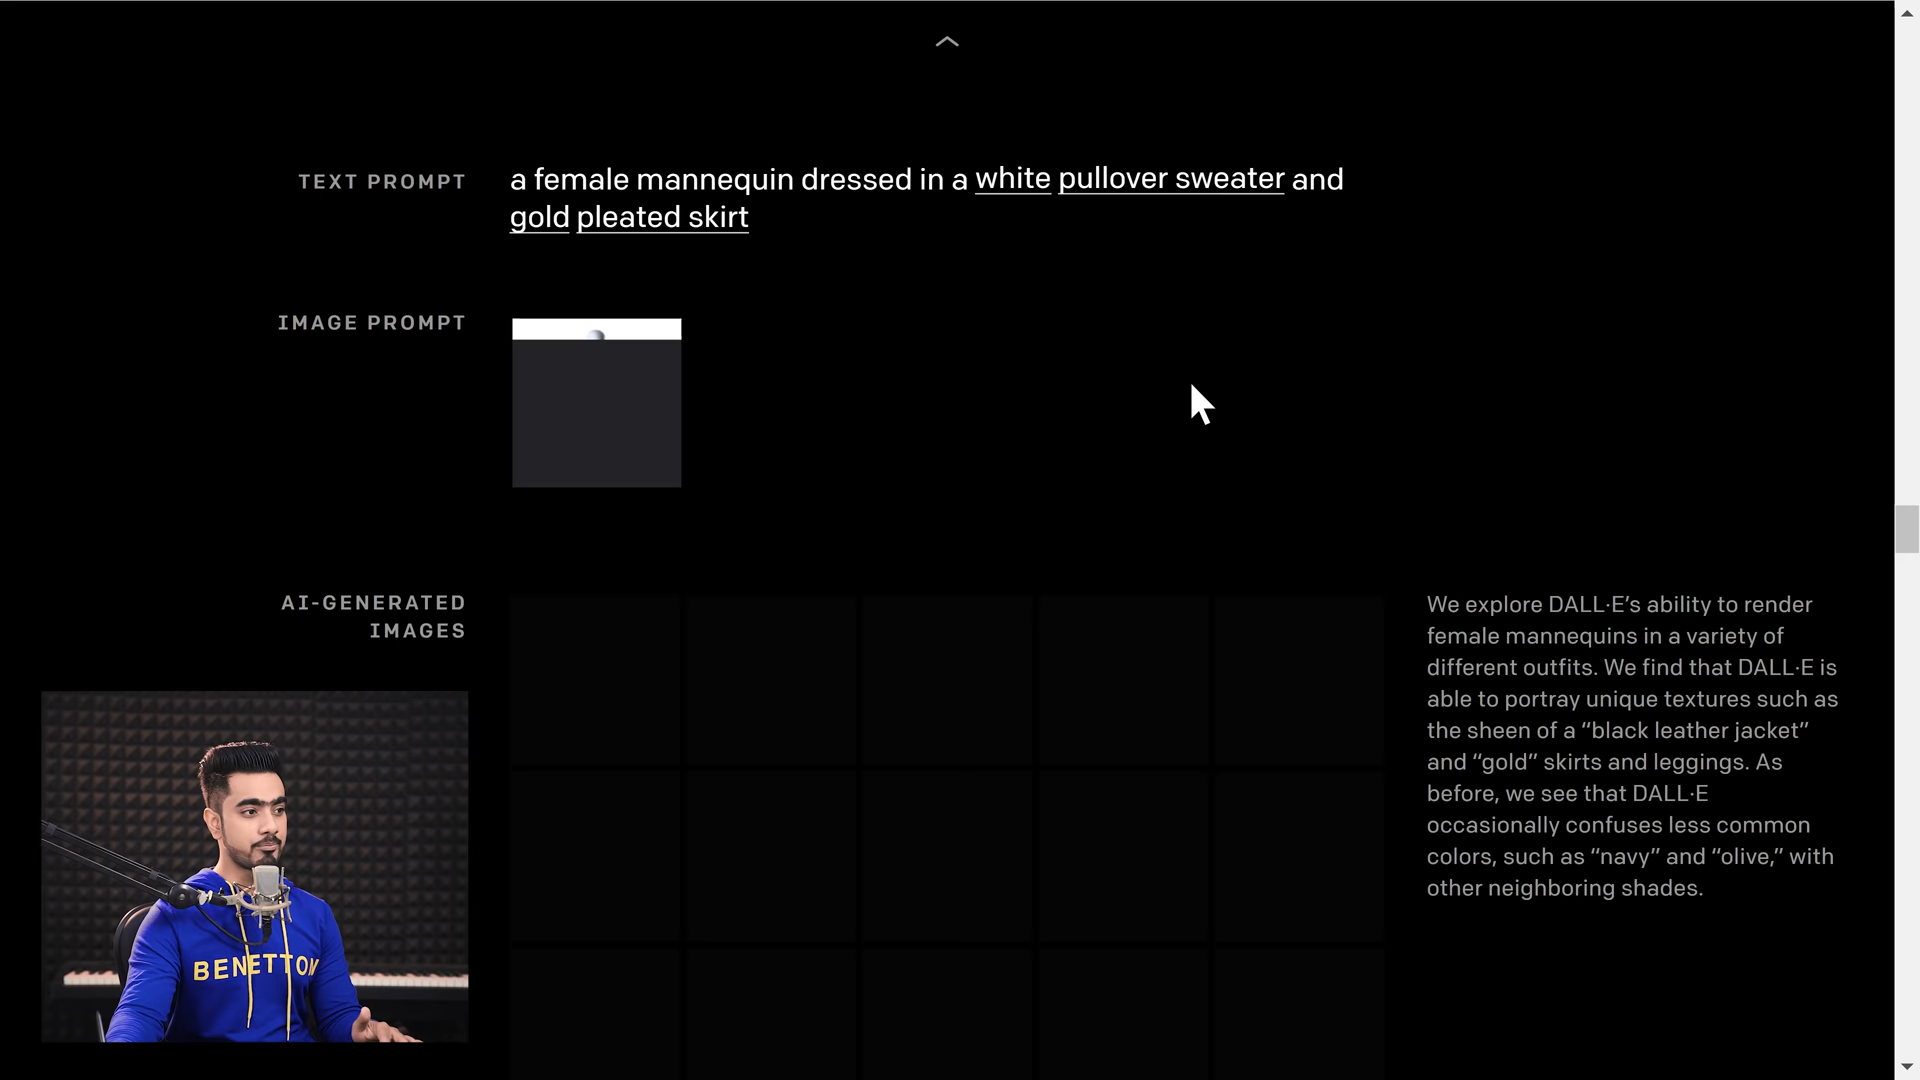 TEXT PROMPT
a female mannequin dressed in a white pullover sweater and
gold pleated skirt
IMAGE PROMPT
AI-GENERATED
IMAGES
We explore DALL·E’s ability to render
female mannequins in a variety of
different outfits. We find that DALL·E is
able to portray unique textures such as
the sheen of a “black leather jacket”
and “gold” skirts and leggings. As
before, we see that DALL·E
occasionally confuses less common
colors, such as “navy” and “olive,” with
other neighboring shades.
BENETTON